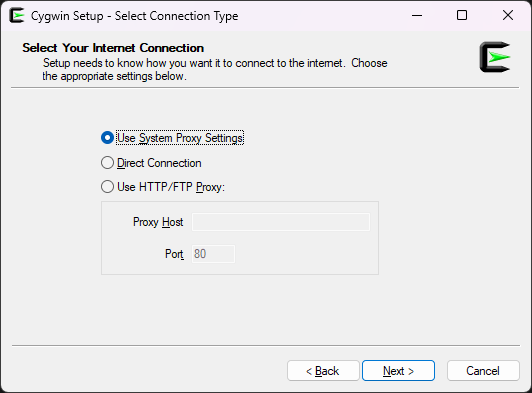 Cygwin Setup - Select Connection Type
Select Your Internet Connection
Setup needs to know how you want it to connect to the internet.  Choose
the appropriate settings below.
Use System Proxy Settings
Direct Connection
Use HTTP/FTP Proxy:
Proxy Host
Port 80
< Back Next > Cancel